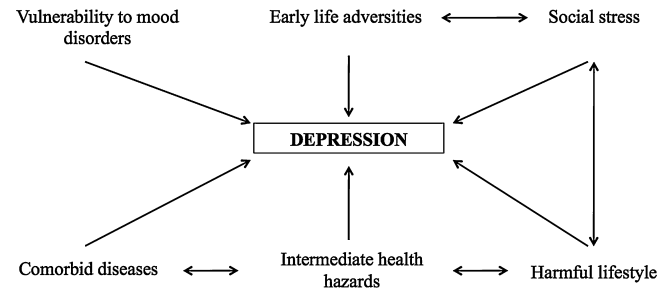 Vulnerability to mood
disorders
Early life adversities
Social stress
DEPRESSION
Comorbid diseases
Intermediate health
hazards
Harmful lifestyle